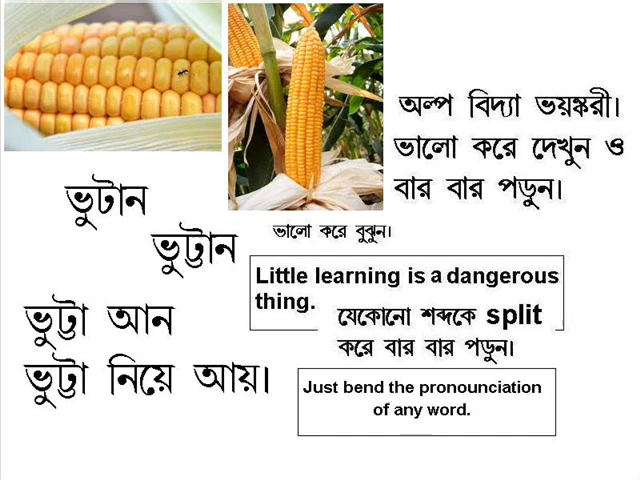 অল্প বিদ্যা ভয়ঙ্করী।
ভালো করে দেখুন ও
বার বার পড়ুন।
ভুটান
ভুট্টান
ভালো করে বুঝুন।
Little learning is a dangerous
thing.
যেকোনো শব্দকে split
করে বার বার পড়ুন।
ভুট্টা আন
ভুট্টা নিয়ে আয়।
Just bend the pronounciation
of any word.